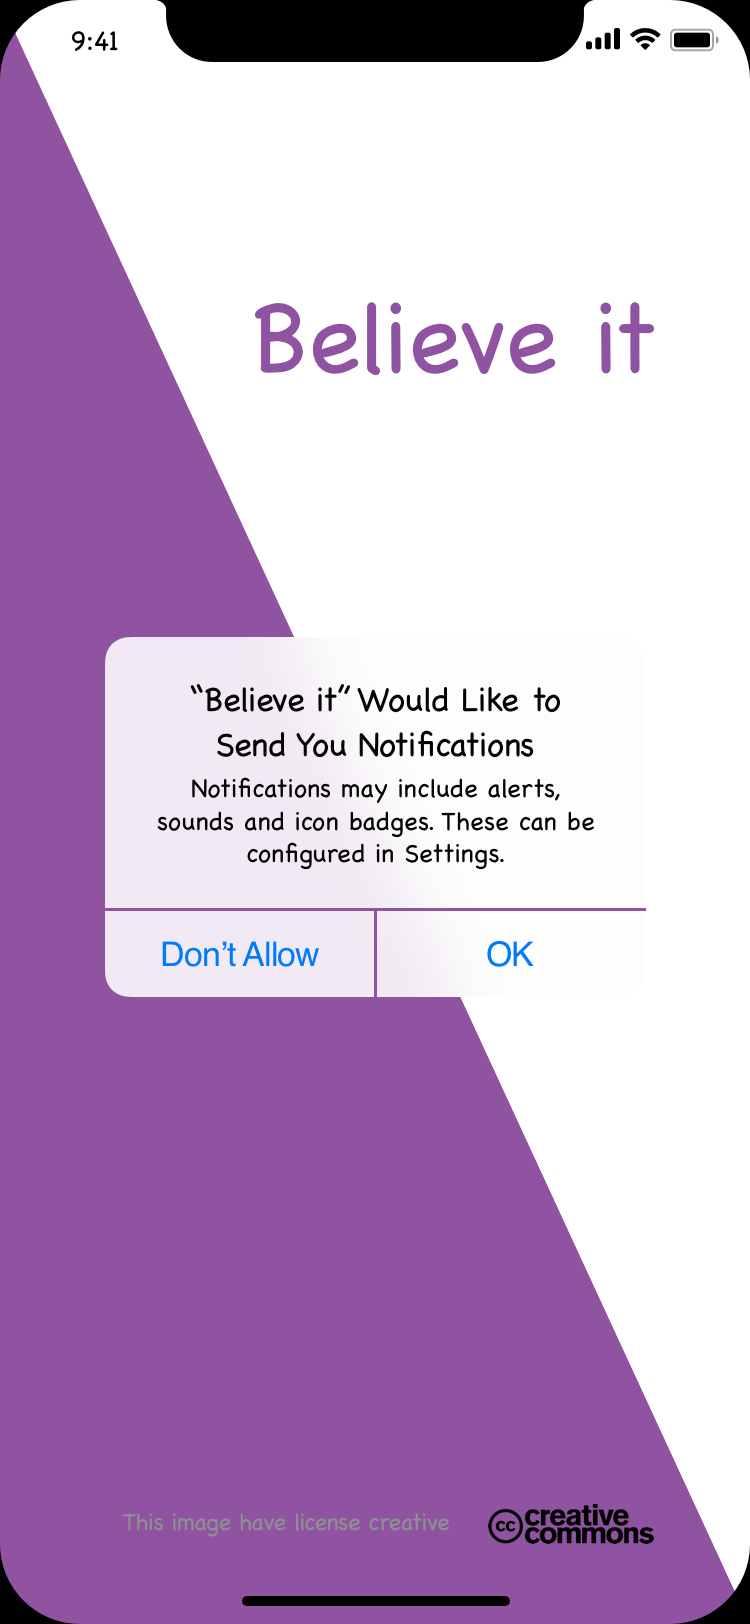 9:41
Believe it
“Believe it” Would Like to
Send You Notifications
Notifications may include alerts,
sounds and icon badges. These can be
configured in Settings.
Don’t Allow
OK
This image have license creative
cc creative
commons